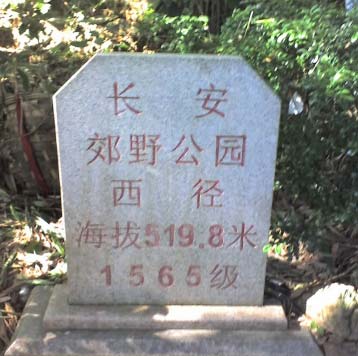 长安
郊野公园
西径
海拔519.8米
1565级